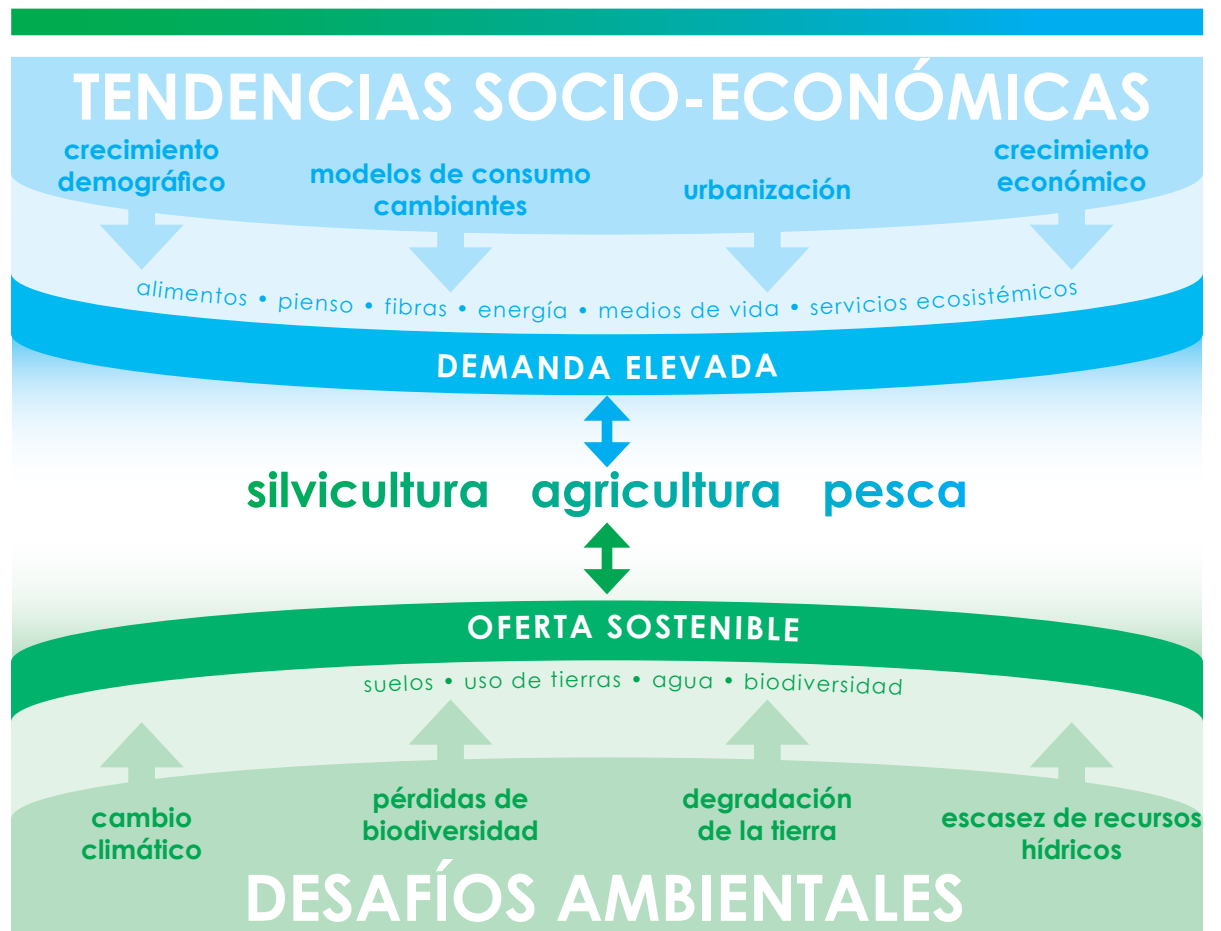 TENDENCIAS SOCIO-ECONÓMICAS
crecimiento
demográfico
modelos de consumo
cambiantes
urbanización
crecimiento
económico
alimentos • pienso • fibras • energía • medios de vida • servicios ecosistémicos
DEMANDA ELEVADA
silvicultura agricultura pesca
OFERTA SOSTENIBLE
suelos • uso de tierras • agua • biodiversidad
cambio
climático
pérdidas de
biodiversidad
degradación
de la tierra
escasez de recursos
hídricos
DESAFÍOS AMBIENTALES